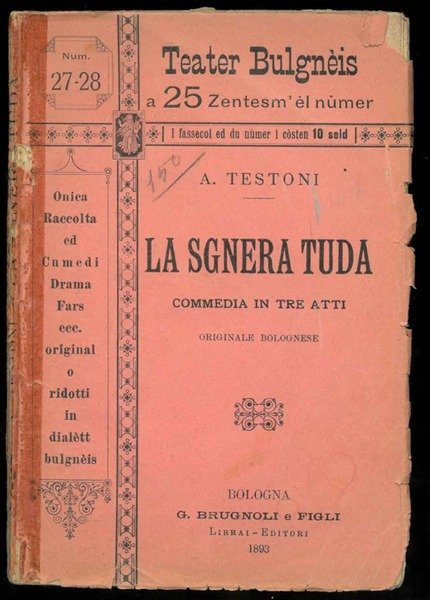 Num.
27-28
Teater Bulgnèis
a 25 Zentesm' èl nùmer
I fassecol ed du nùmer i còsten 10 sold
150
A. TESTONI
LA SGNERA TUDA
COMMEDIA IN TRE ATTI
ORIGINALE BOLOGNESE
Onica
Raccolta
ed
Cumedi
Drama
Fars
ecc.
original
o
ridotti
in
dialètt
bulgnèis
BOLOGNA
G. BRUGNOLI e FIGLI
LIBRAI-EDITORI
1893